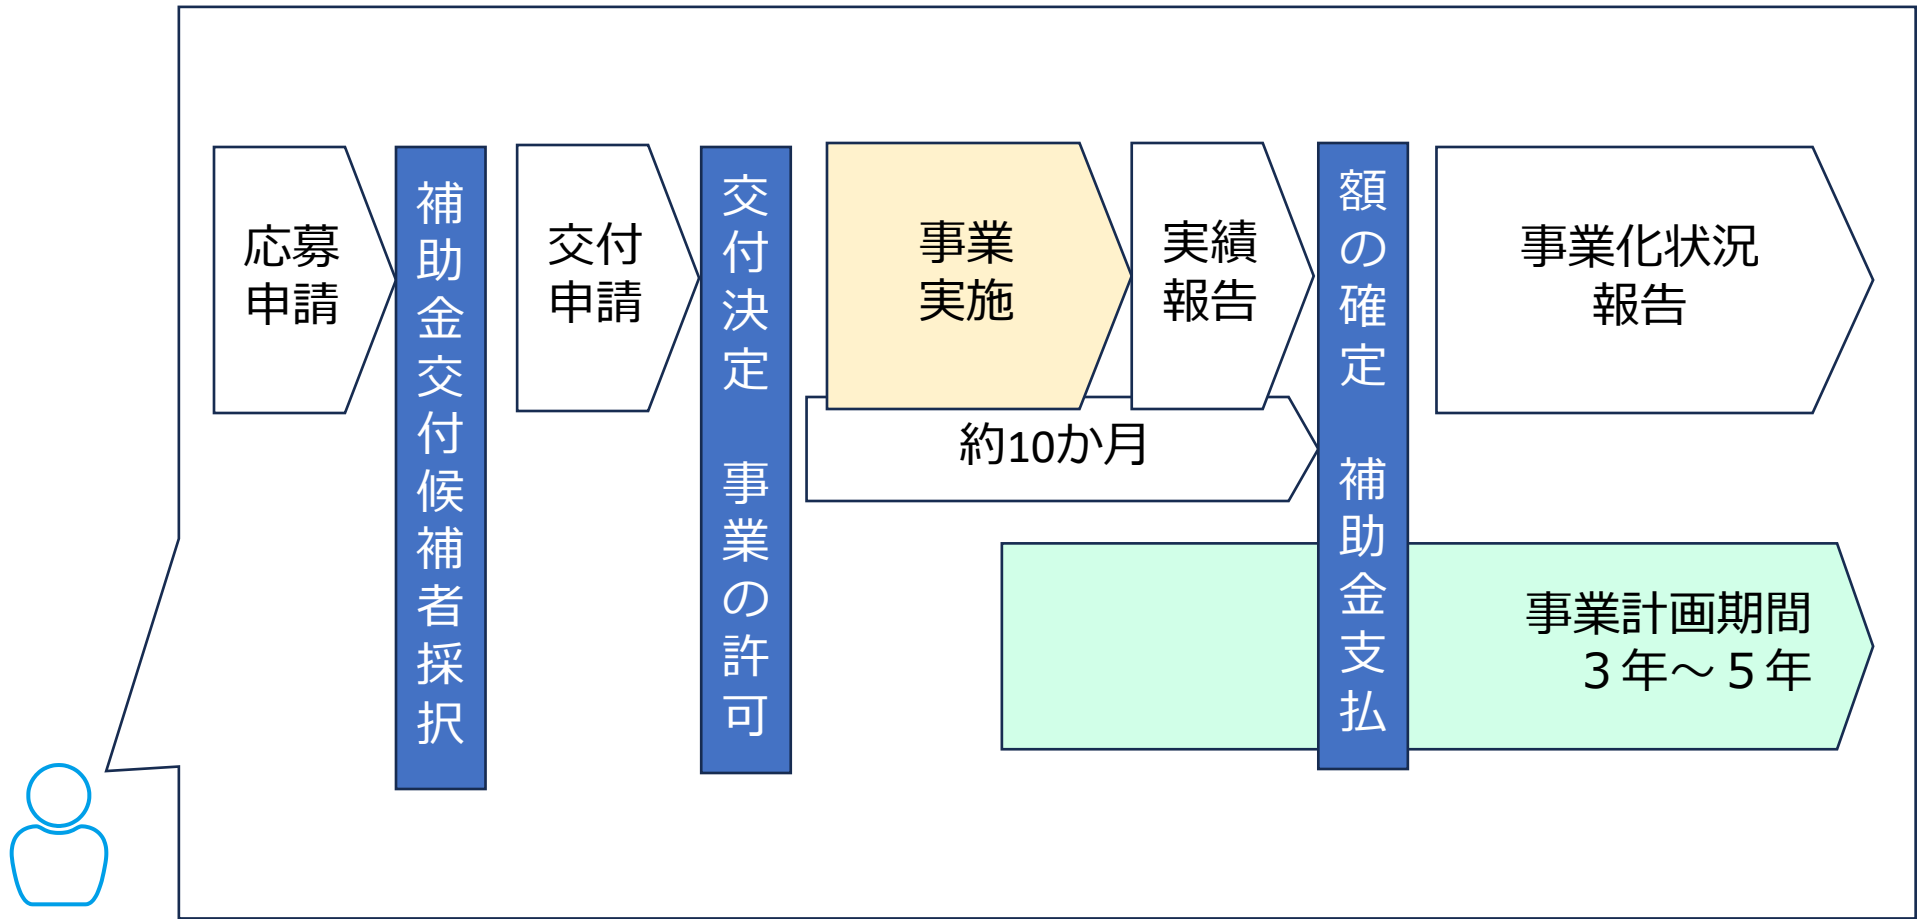 応募
申請
補助金交付候補者採択
交付
申請
交付決定　事業の許可
事業
実施
実績
報告
約10か月
額の確定　補助金支払
事業化状況
報告
事業計画期間
３年～５年